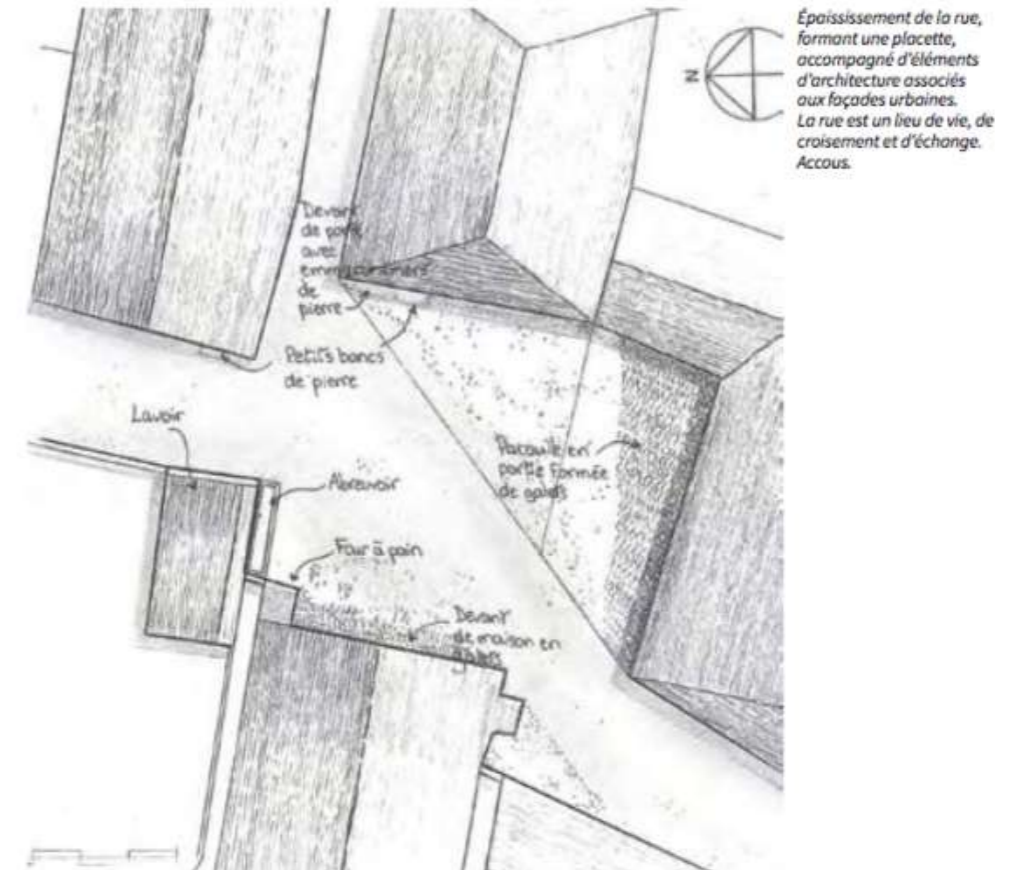 Épaississement de la rue,
formant une placette,
accompagné d'éléments
d'architecture associés
aux façades urbaines.
La rue est un lieu de vie, de
croisement et d'échange.
Accous.
N
Devant
de porte
avec
emmarchements
de
pierre
Petits bancs
de pierre
Lavoir
Abreuvoir
Four à pain
en
partie formée
de galets
Devant
de maison en
galets